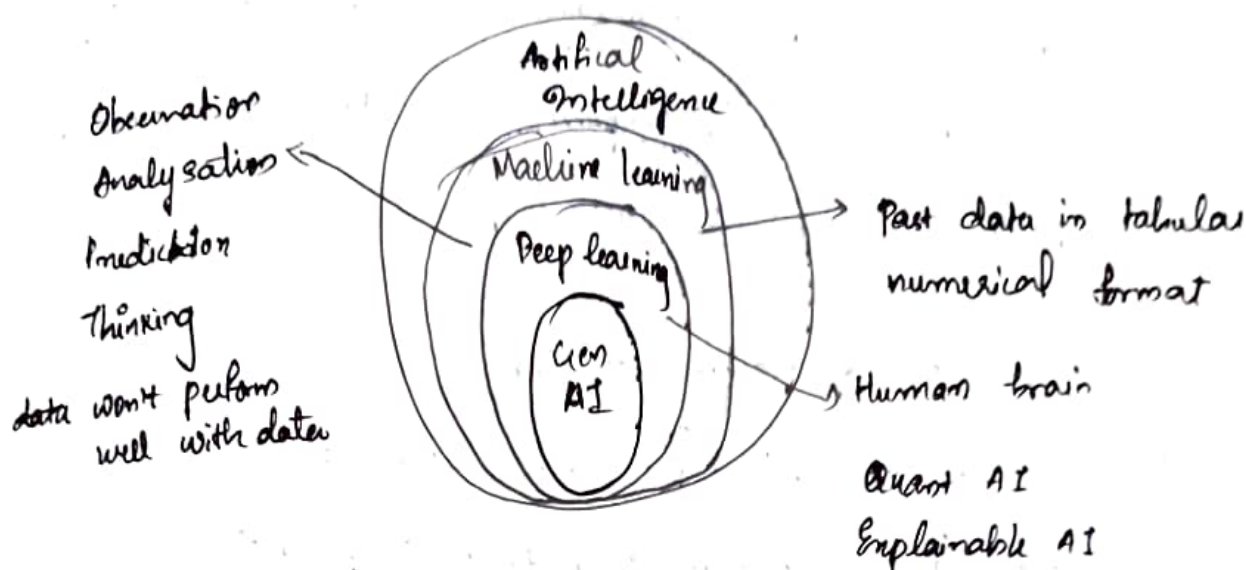 Artifical
Intelligence
Machine learning
Deep learning
Gen
AI
Observation
Analysation
Prediction
Thinking
data won't perform
well with data
Past data in tabular
numerical format
Human brain
Quant AI
Explainable AI